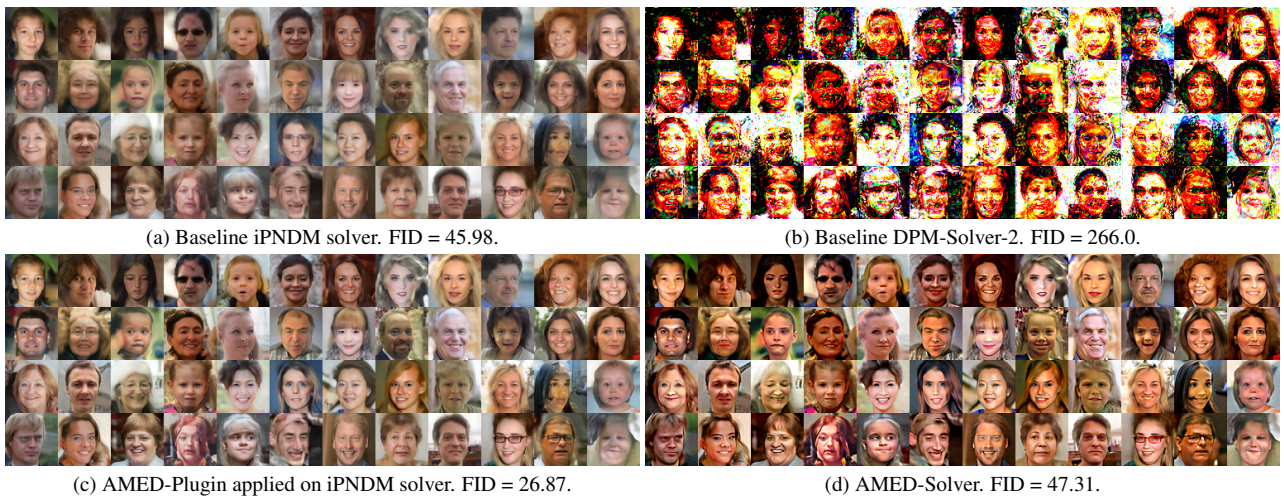 (a) Baseline iPNDM solver. FID = 45.98.
(b) Baseline DPM-Solver-2. FID = 266.0.
(c) AMED-Plugin applied on iPNDM solver. FID = 26.87.
(d) AMED-Solver. FID = 47.31.